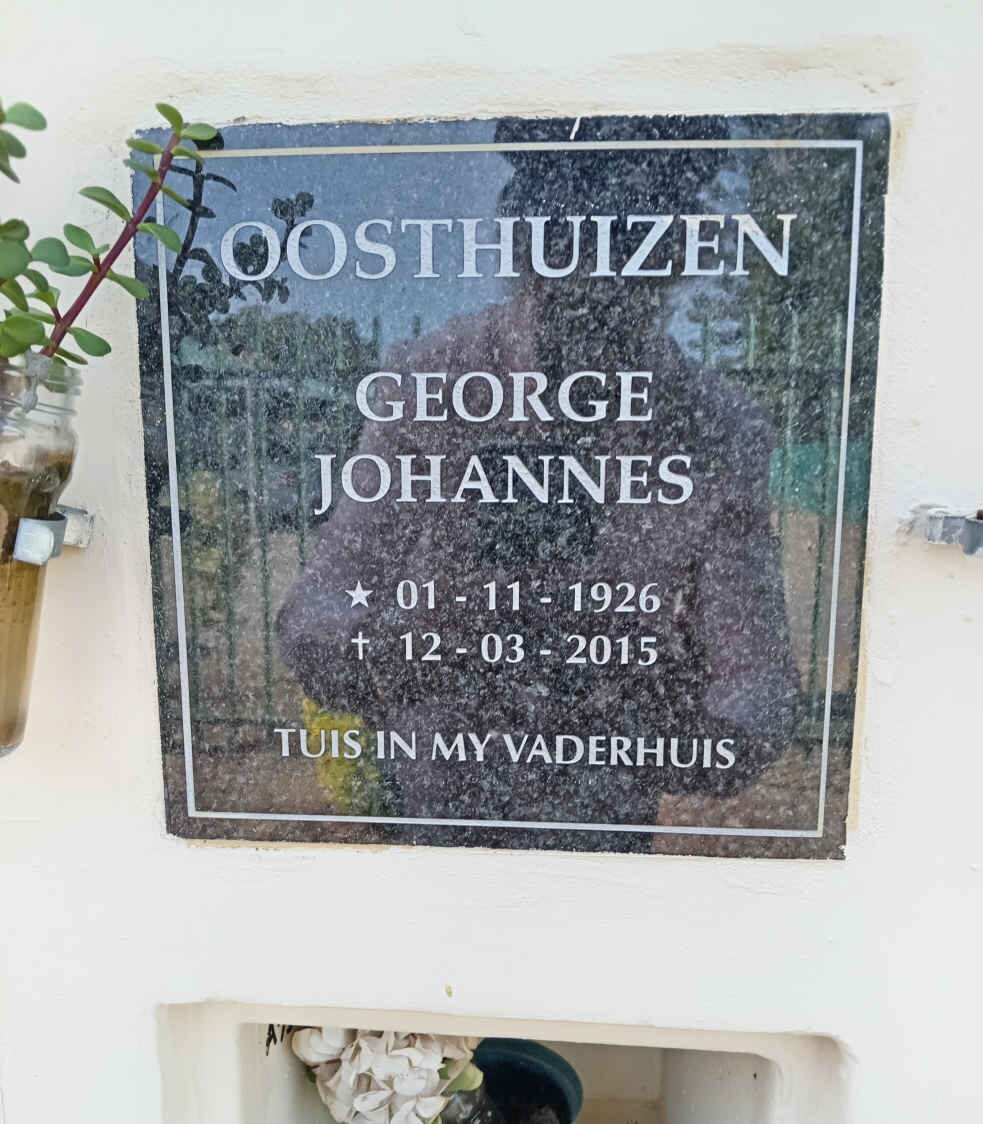 OOSTHUIZEN
GEORGE
JOHANNES
★ 01 - 11 - 1926
✝ 12 - 03 - 2015
TUIS IN MY VADERHUIS